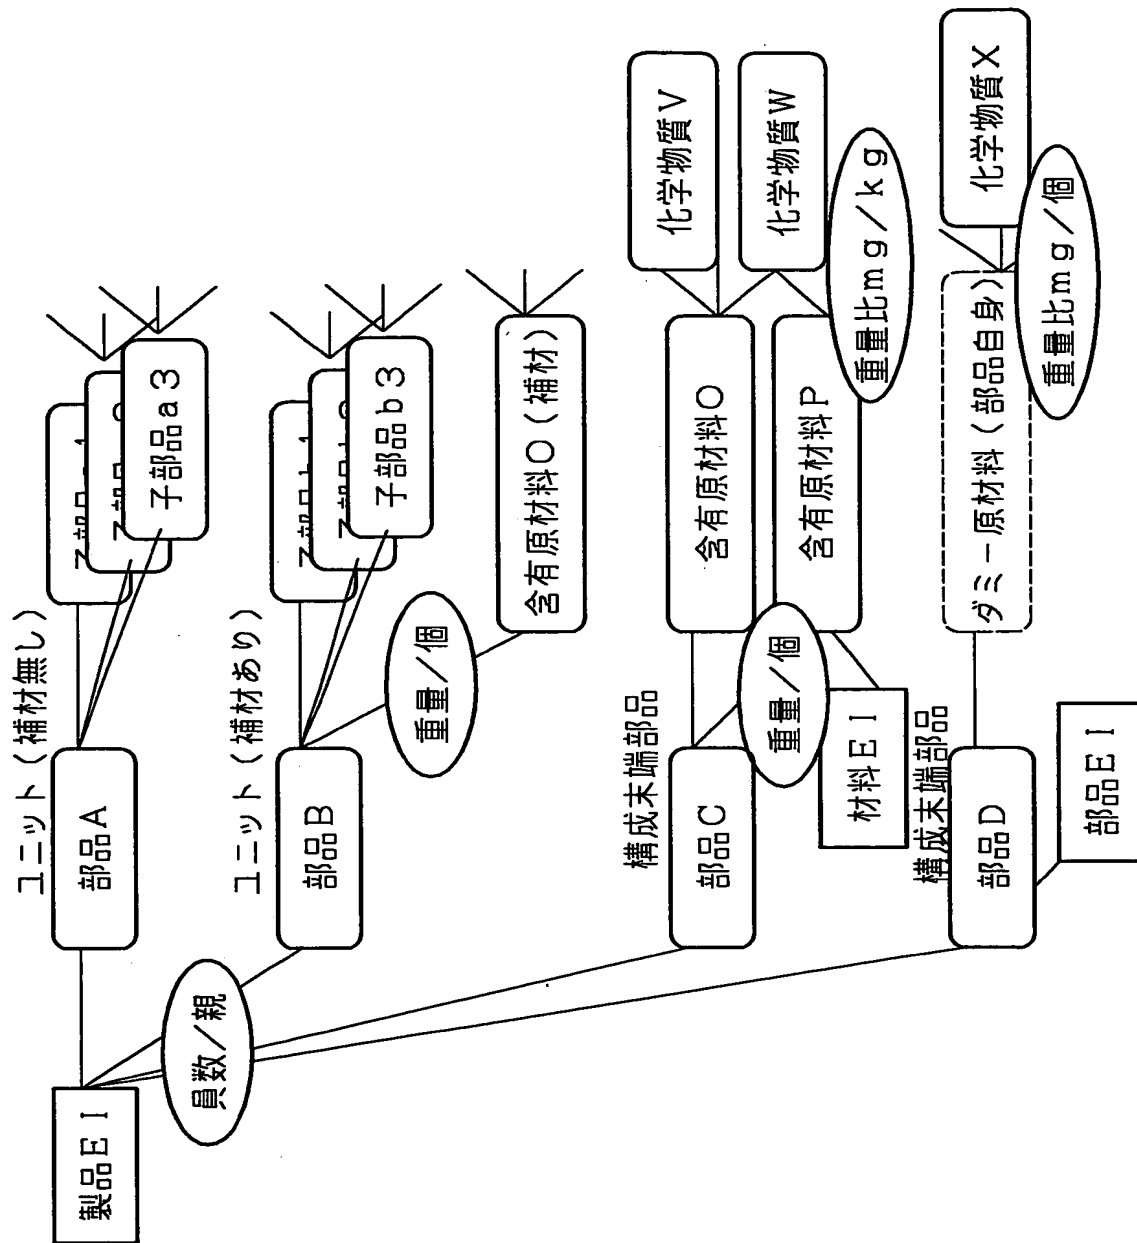 製品EI
員数/親
ユニット(補材無し)
部品A
子部品a3
ユニット(補材あり)
部品B
子部品b3
重量/個
含有原材料O(補材)
構成末端部品
部品C
重量/個
含有原材料O
含有原材料P
材料EI
化学物質V
化学物質W
重量比mg/kg
構成末端部品
部品D
部品EI
ダミー原材料(部品自身)
重量比mg/個
化学物質X